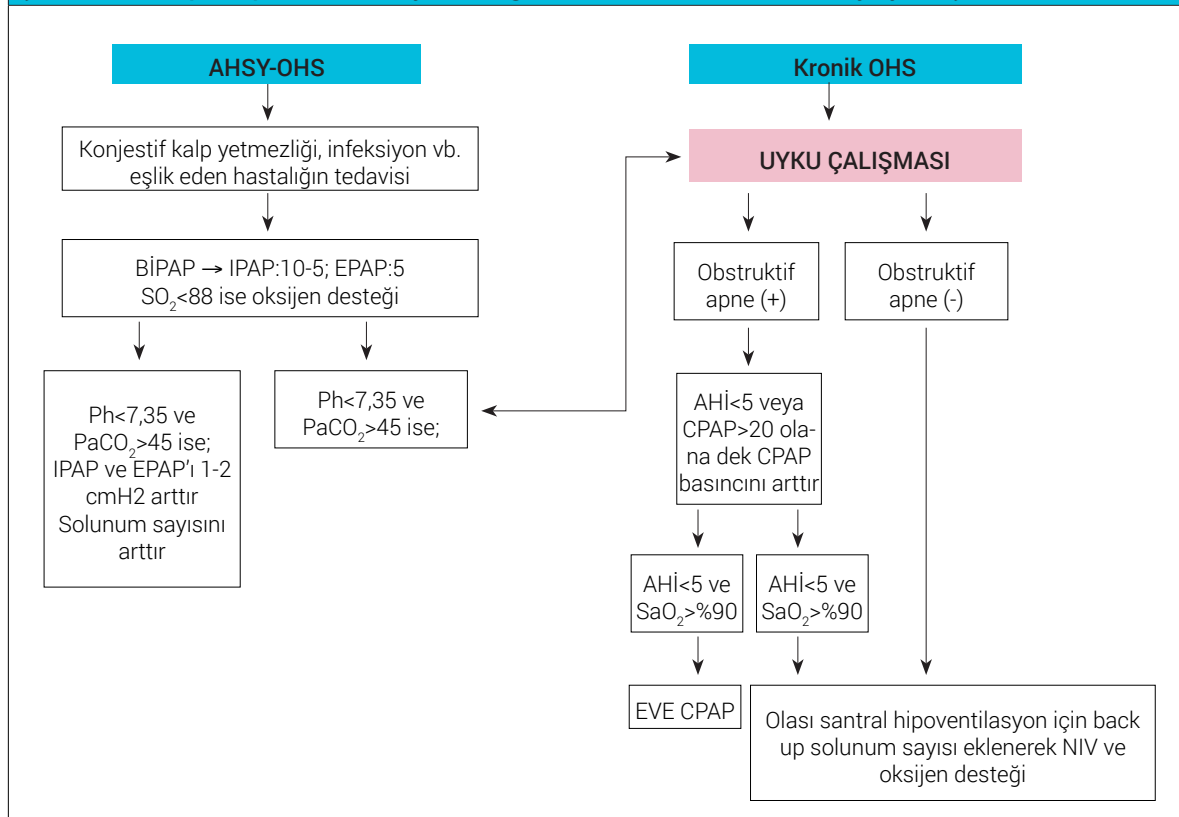 AHSY-OHS
Konjestif kalp yetmezliği, infeksiyon vb.
eşlik eden hastalığın tedavisi
BİPAP → IPAP:10-5; EPAP:5
SO₂<88 ise oksijen desteği
Ph<7,35 ve
PaCO₂>45 ise;
IPAP ve EPAP’ı 1-2
cmH2 arttır
Solunum sayısını
arttır
Ph<7,35 ve
PaCO₂>45 ise;
Kronik OHS
UYKU ÇALIŞMASI
Obstruktif
apne (+)
Obstruktif
apne (-)
AHİ<5 veya
CPAP>20 ola-
na dek CPAP
basıncını arttır
AHİ<5 ve
SaO₂>%90
AHİ<5 ve
SaO₂>%90
EVE CPAP
Olası santral hipoventilasyon için back
up solunum sayısı eklenerek NIV ve
oksijen desteği